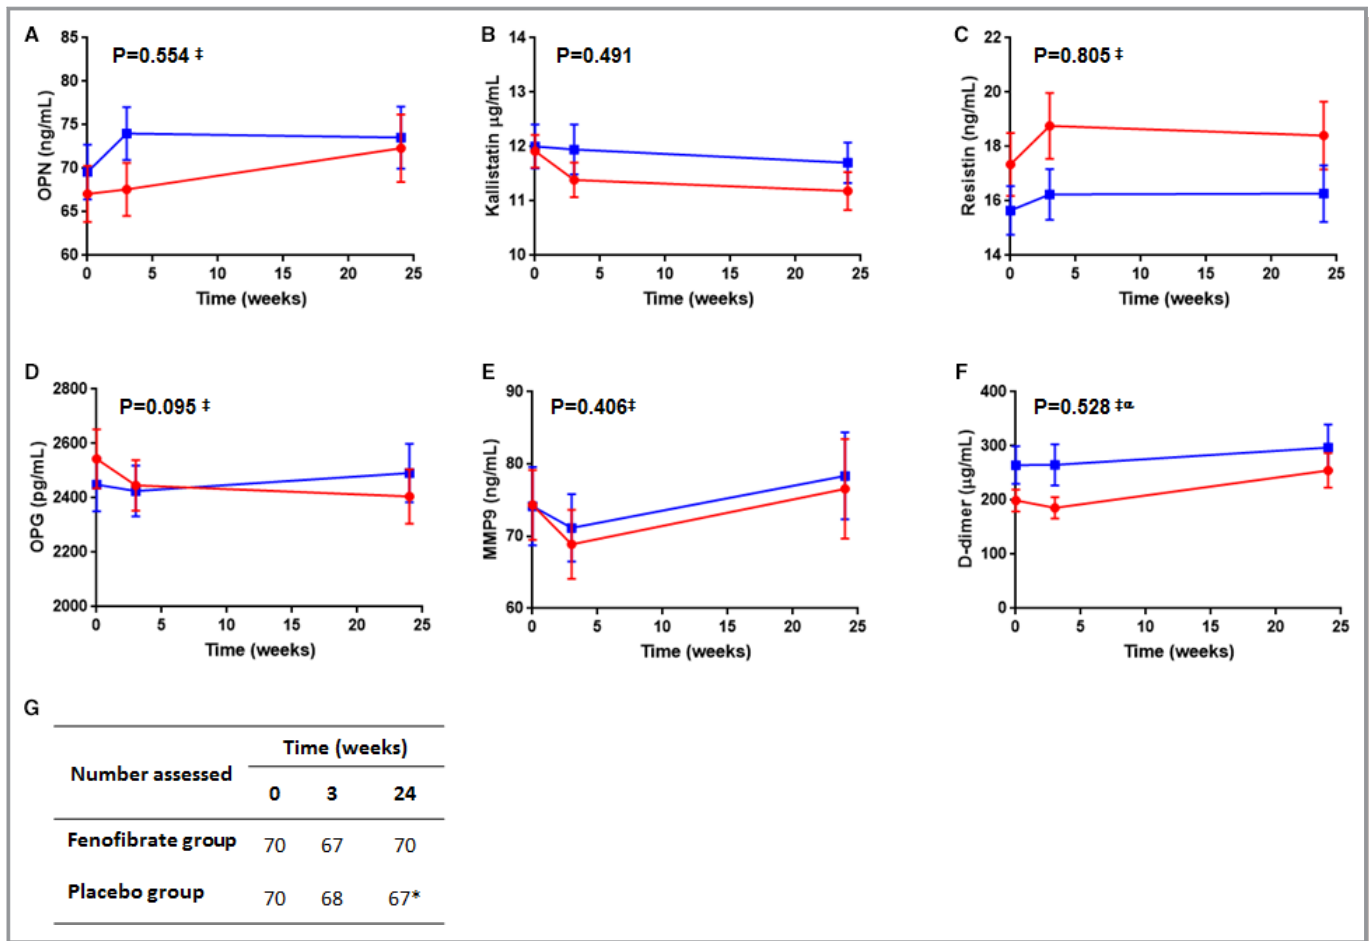 A
P=0.554 ‡
OPN (ng/mL)
85
80
75
70
65
60
0 5 10 15 20 25
Time (weeks)
B
P=0.491
Kallistatin µg/mL
14
13
12
11
10
0 5 10 15 20 25
Time (weeks)
C
P=0.805 ‡
Resistin (ng/mL)
22
20
18
16
14
0 5 10 15 20 25
Time (weeks)
D
P=0.095 ‡
OPG (pg/mL)
2800
2600
2400
2200
2000
0 5 10 15 20 25
Time (weeks)
E
P=0.406‡
MMP9 (ng/mL)
90
80
70
60
0 5 10 15 20 25
Time (weeks)
F
P=0.528 ‡α
D-dimer (µg/mL)
400
300
200
100
0
0 5 10 15 20 25
Time (weeks)
G
Time (weeks)
Number assessed
0 3 24
Fenofibrate group 70 67 70
Placebo group 70 68 67*